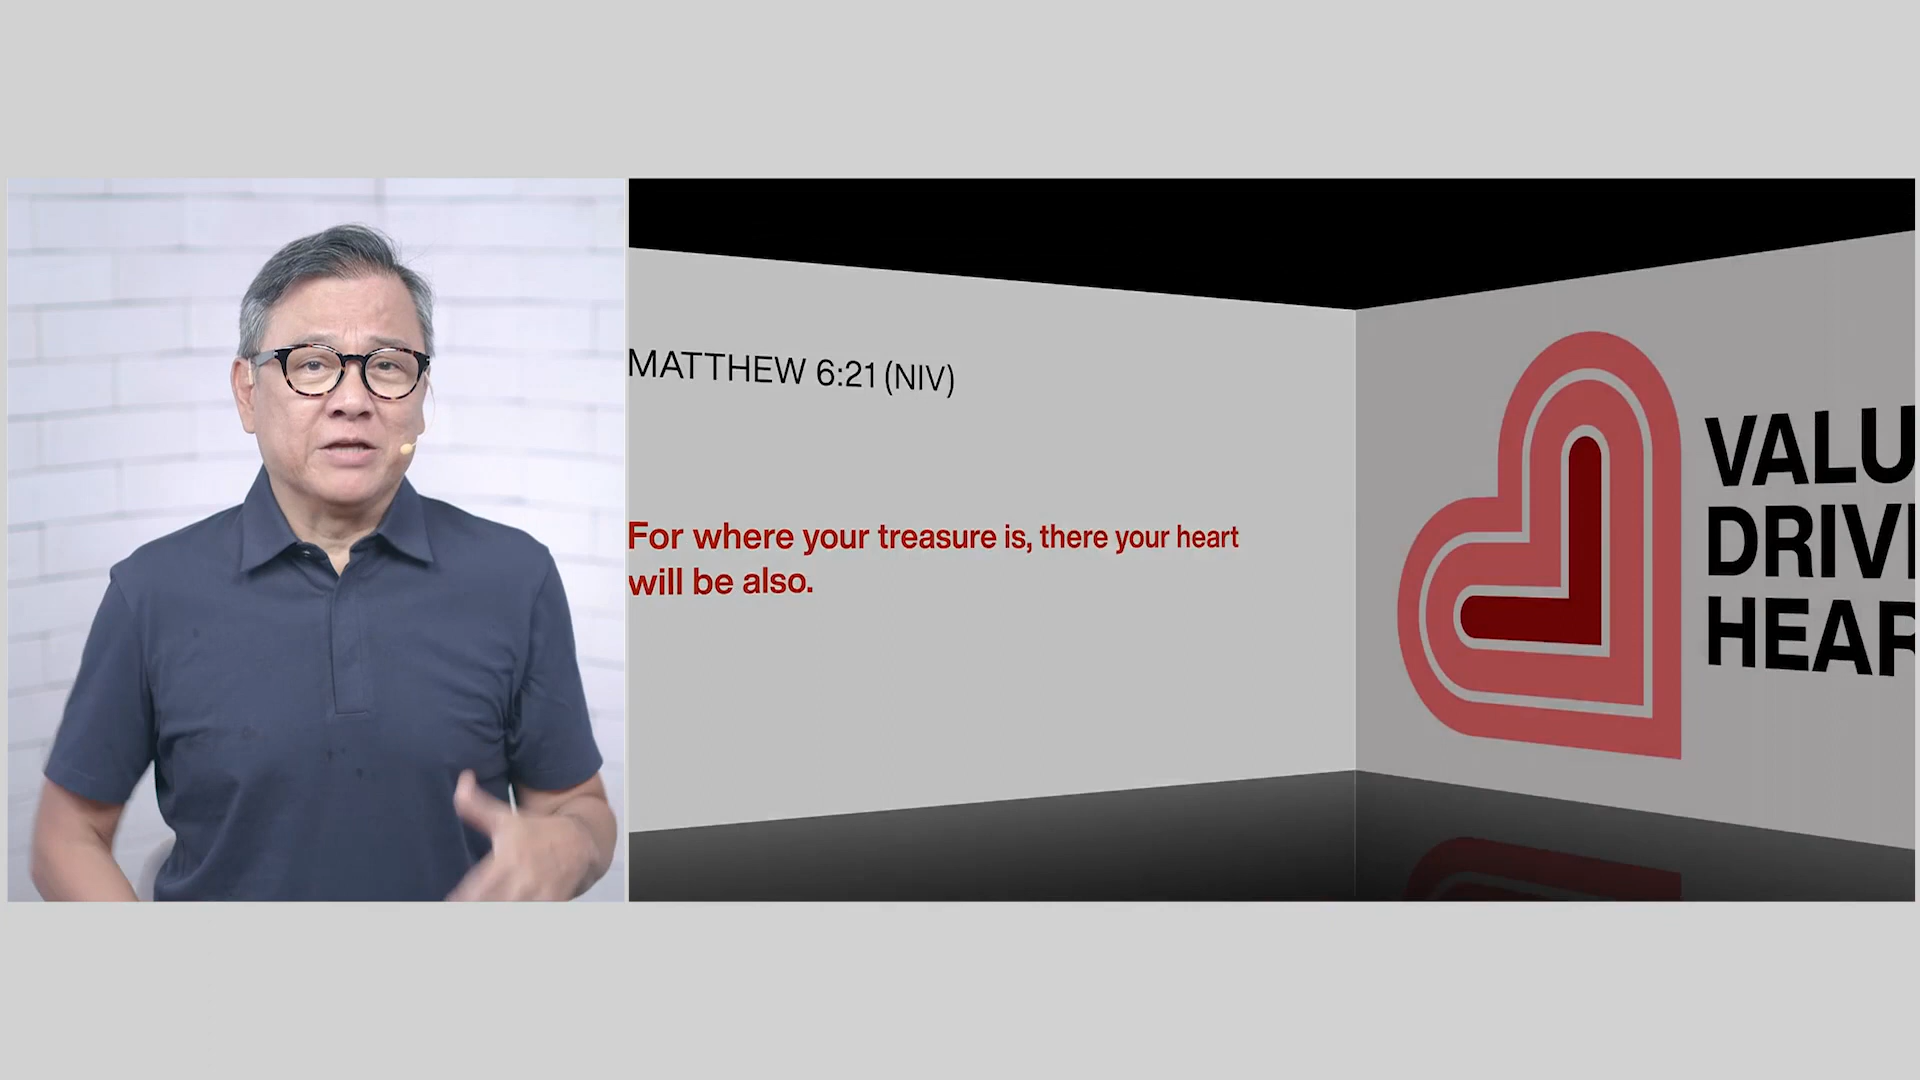 MATTHEW 6:21 (NIV)
For where your treasure is, there your heart
will be also.
VALU
DRIV
HEAR